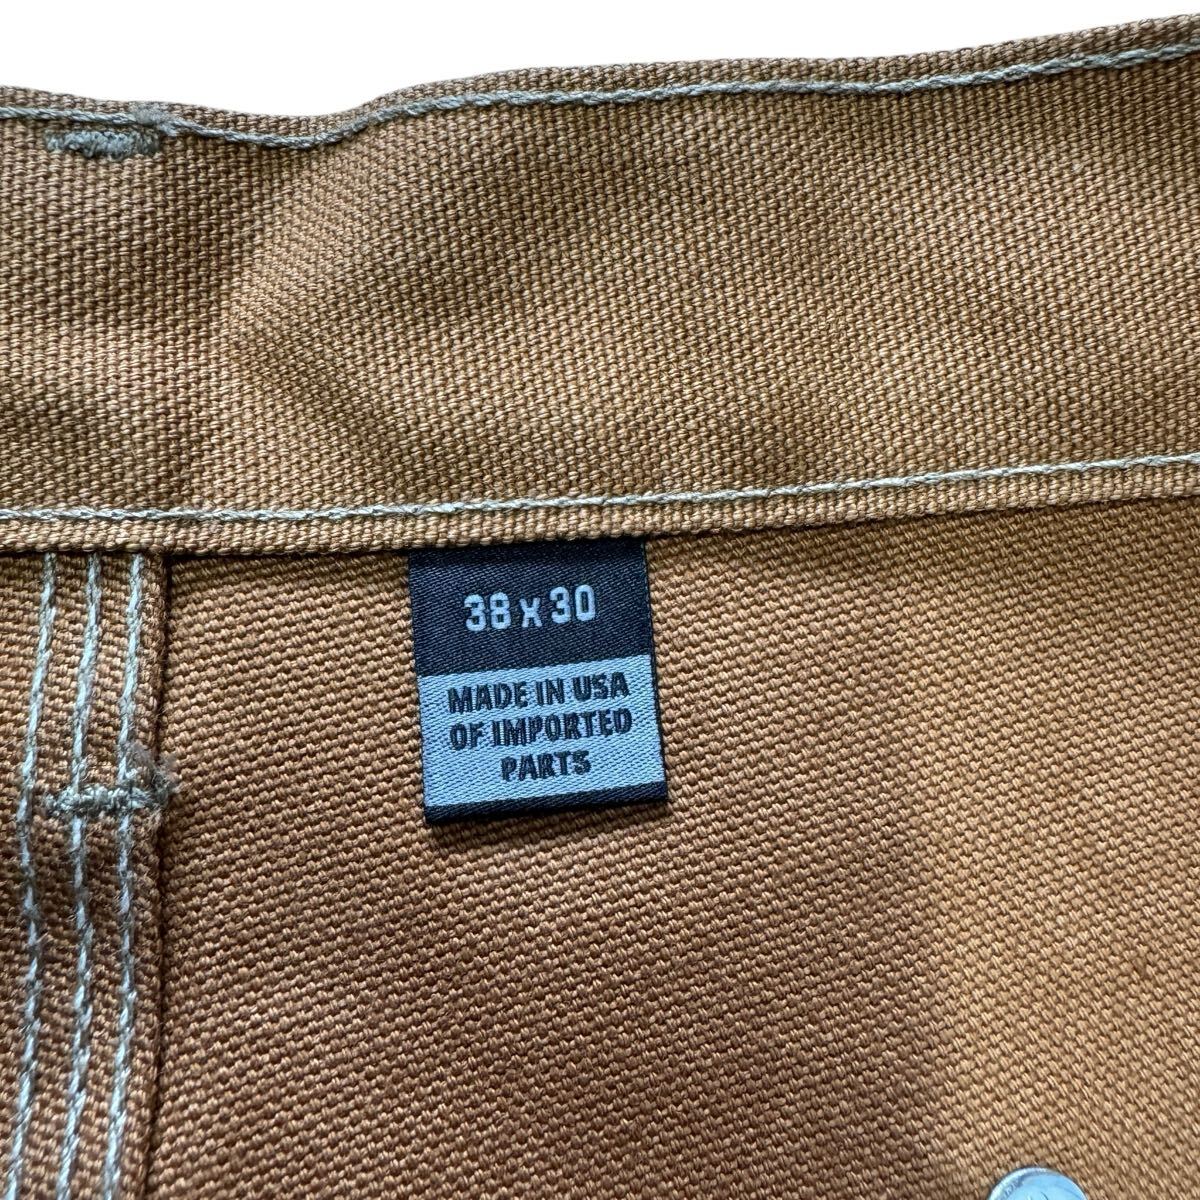 38 x 30
MADE IN USA
OF IMPORTED
PARTS